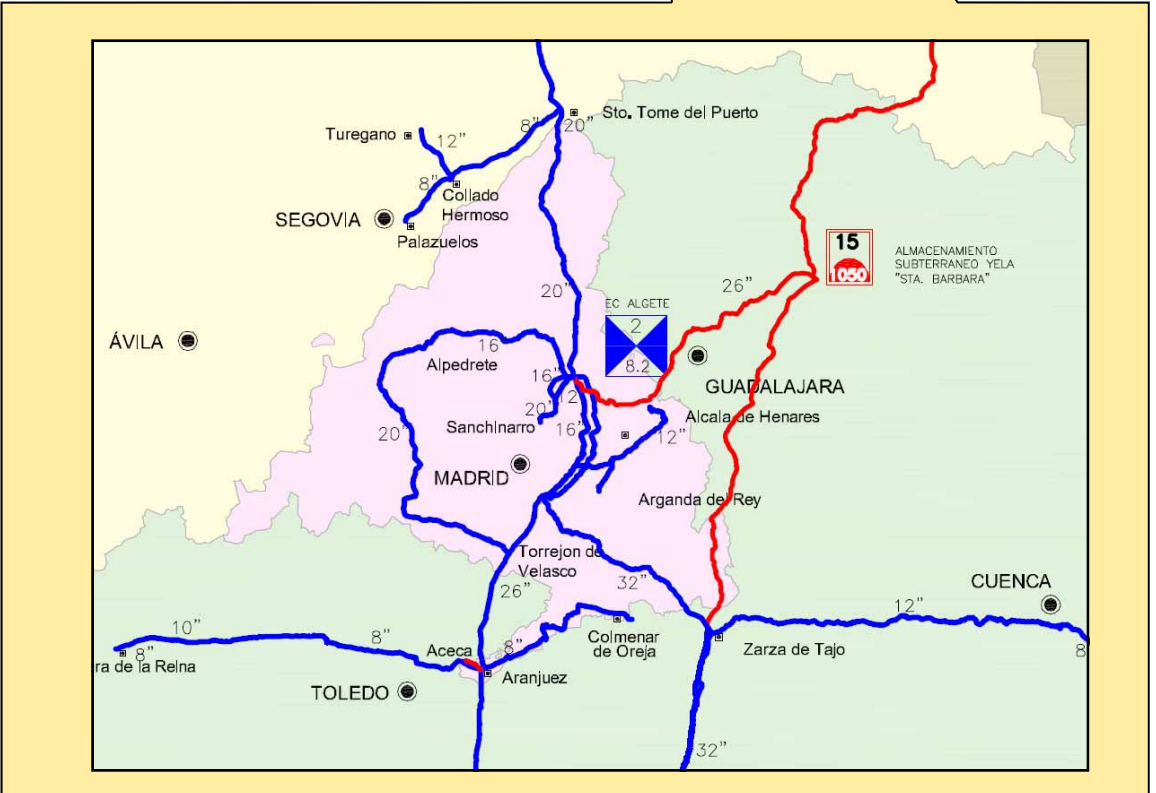 Sto. Tome del Puerto
20"
8"
Turegano
12"
8"
Collado
Hermoso
SEGOVIA
Palazuelos
15
1050
ALMACENAMIENTO
SUBTERRANEO YELA
"STA. BARBARA"
26"
20"
EC ALGETE
2
8.2
ÁVILA
16
Alpedrete
16"
12
20"
GUADALAJARA
Alcala de Henares
Sanchinarro
16"
12"
20"
MADRID
Arganda del Rey
Torrejon de
Velasco
26"
32"
CUENCA
12"
10"
8"
8"
ra de la Reina
Aceca
8"
Colmenar
de Oreja
Zarza de Tajo
8
Aranjuez
TOLEDO
32"